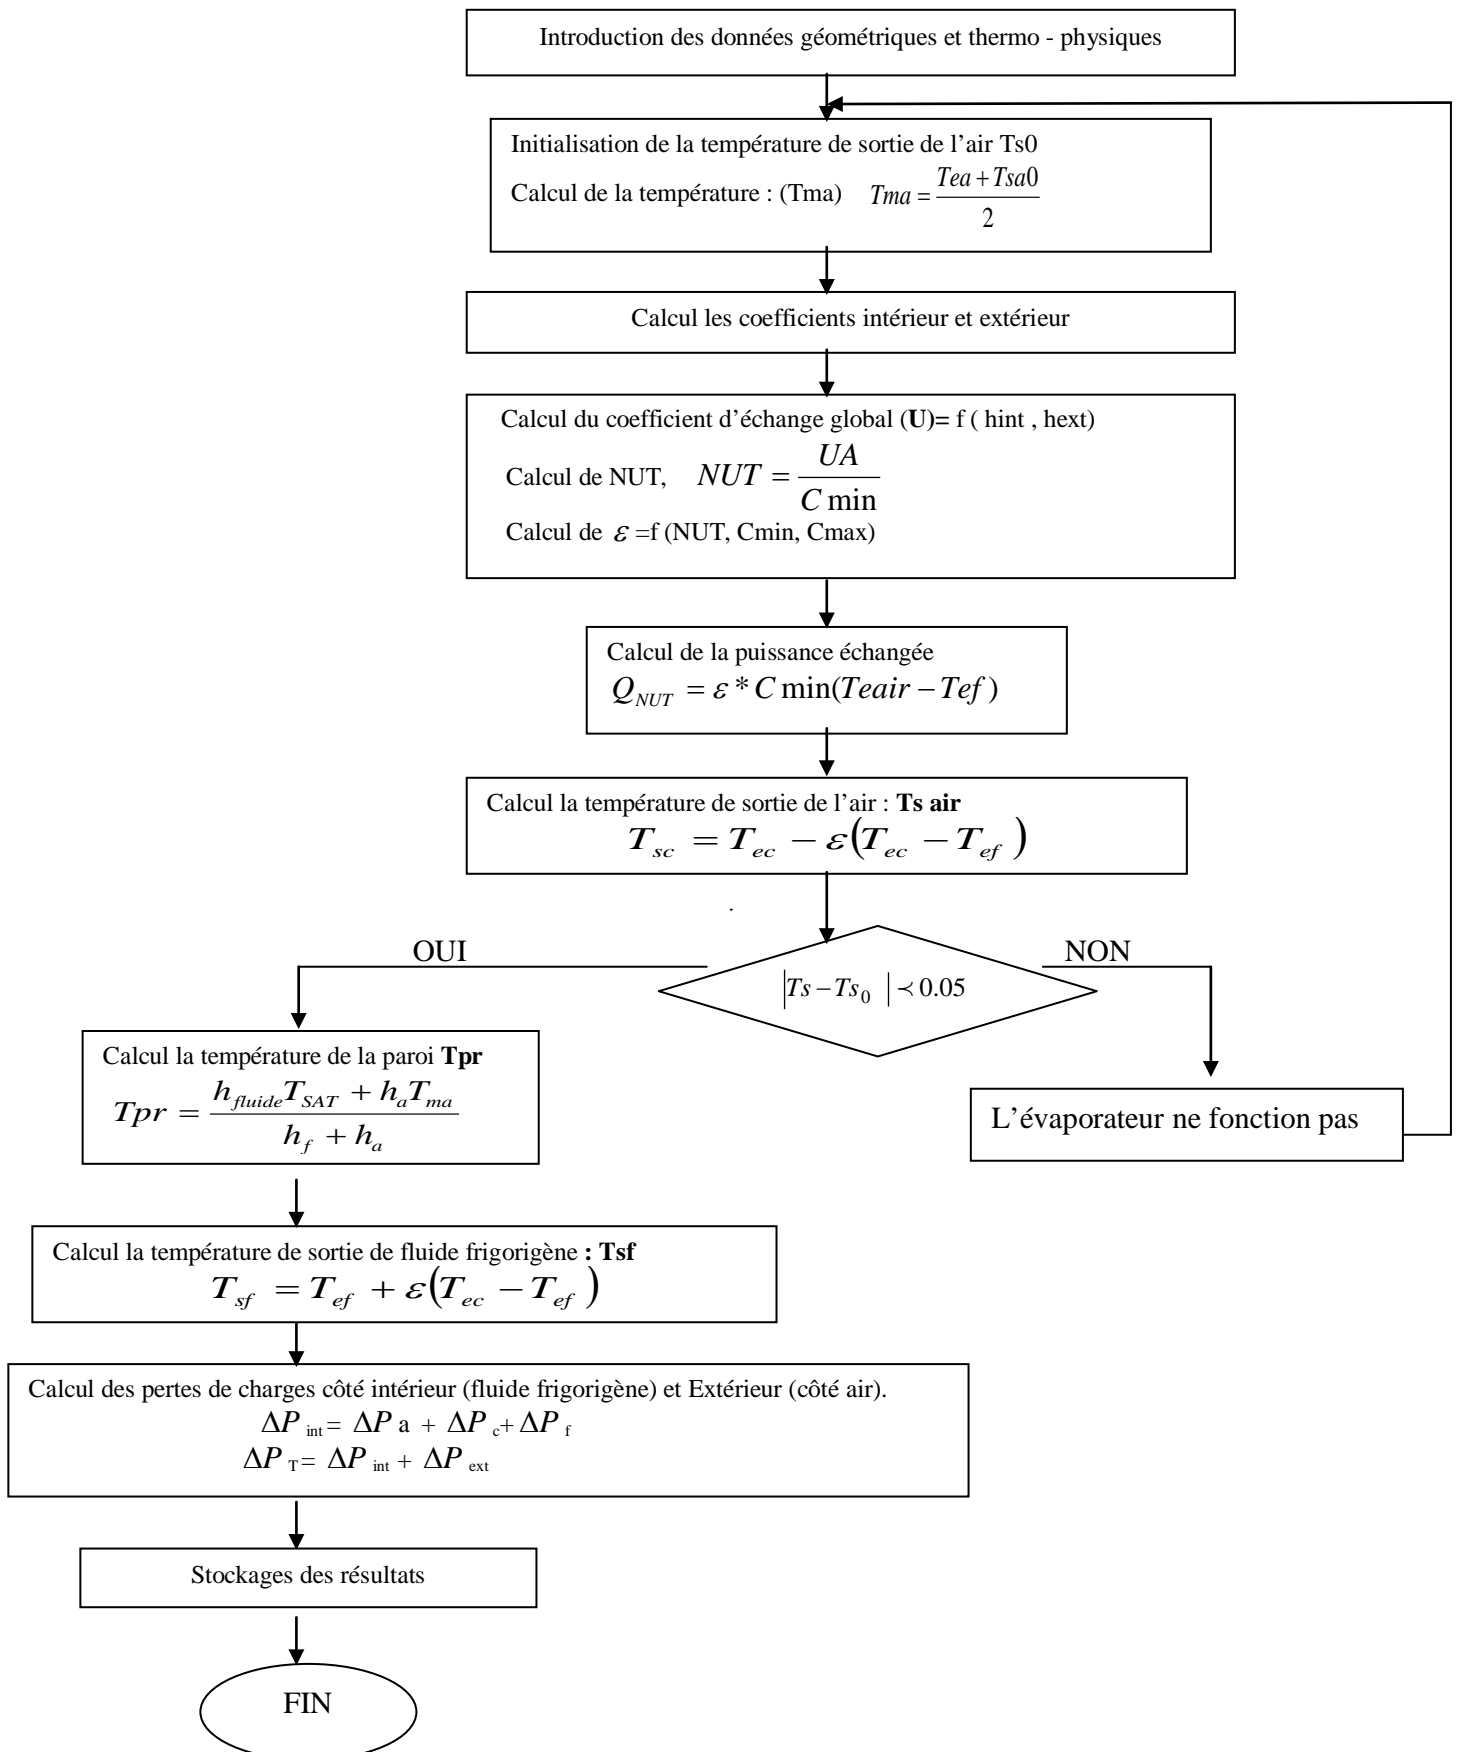 Introduction des données géométriques et thermo - physiques
Initialisation de la température de sortie de l'air Ts0
Calcul de la température : (Tma) Tma = (Tea + Tsa0) / 2
Calcul les coefficients intérieur et extérieur
Calcul du coefficient d'échange global (U)= f ( hint , hext)
Calcul de NUT, NUT = UA / C min
Calcul de ε =f (NUT, Cmin, Cmax)
Calcul de la puissance échangée
Q_NUT = ε * C min(Teair − Tef )
Calcul la température de sortie de l'air : Ts air
T_sc = T_ec − ε(T_ec − T_ef )
.
OUI
NON
|Ts − Ts_0 | ≺ 0.05
Calcul la température de la paroi Tpr
Tpr = (h_fluide T_SAT + h_a T_ma) / (h_f + h_a)
L'évaporateur ne fonction pas
Calcul la température de sortie de fluide frigorigène : Tsf
T_sf = T_ef + ε(T_ec − T_ef )
Calcul des pertes de charges côté intérieur (fluide frigorigène) et Extérieur (côté air).
ΔP int = ΔP a + ΔP c + ΔP f
ΔP T = ΔP int + ΔP ext
Stockages des résultats
FIN